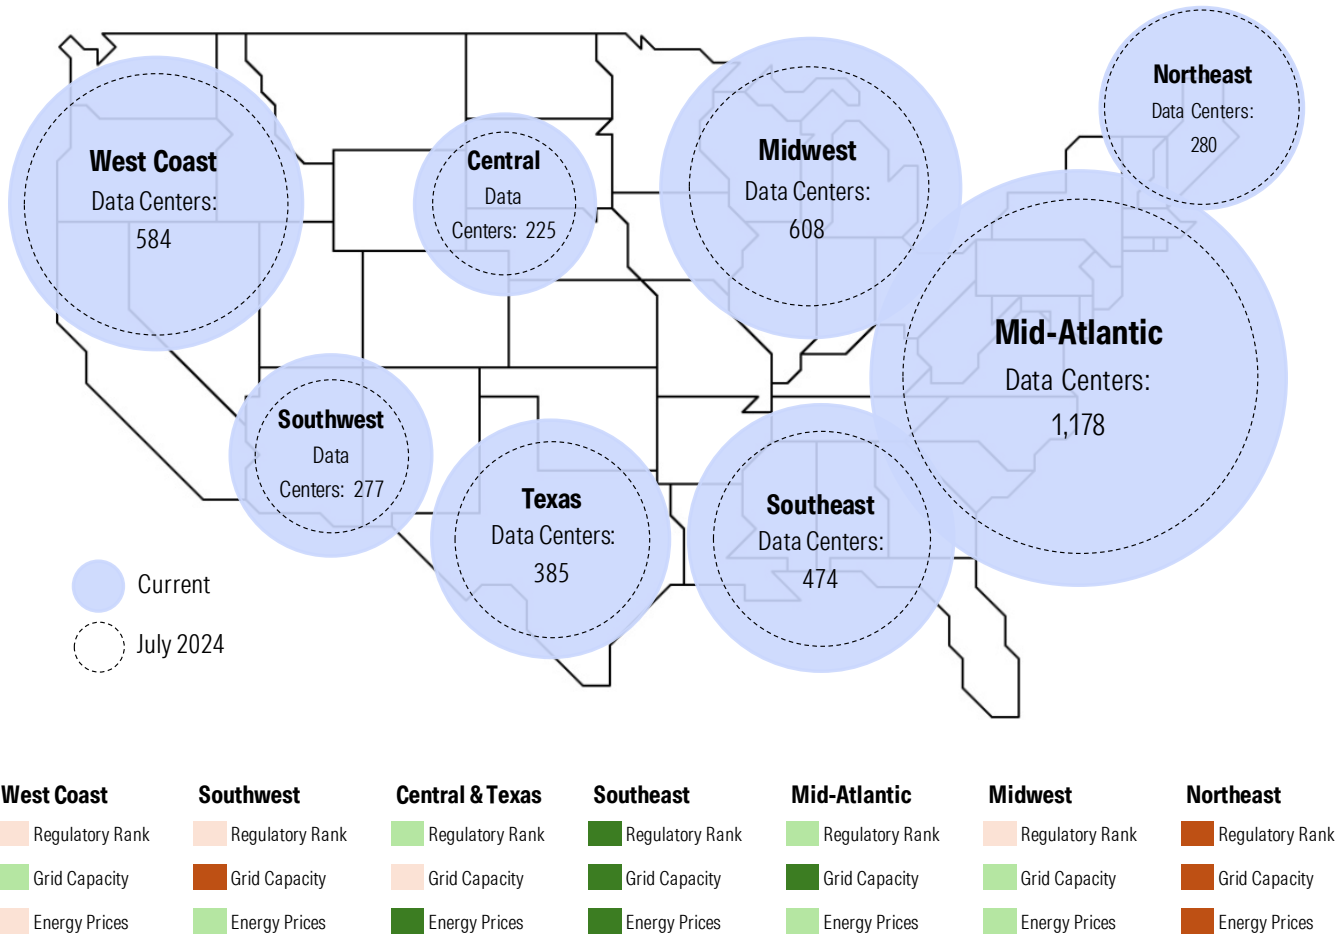 Northeast
Data Centers:
280
Midwest
Data Centers:
608
West Coast
Data Centers:
584
Central
Data
Centers: 225
Mid-Atlantic
Data Centers:
1,178
Southwest
Data
Centers: 277
Texas
Data Centers:
385
Southeast
Data Centers:
474
Current
July 2024
West Coast
Regulatory Rank
Grid Capacity
Energy Prices
Southwest
Regulatory Rank
Grid Capacity
Energy Prices
Central & Texas
Regulatory Rank
Grid Capacity
Energy Prices
Southeast
Regulatory Rank
Grid Capacity
Energy Prices
Mid-Atlantic
Regulatory Rank
Grid Capacity
Energy Prices
Midwest
Regulatory Rank
Grid Capacity
Energy Prices
Northeast
Regulatory Rank
Grid Capacity
Energy Prices